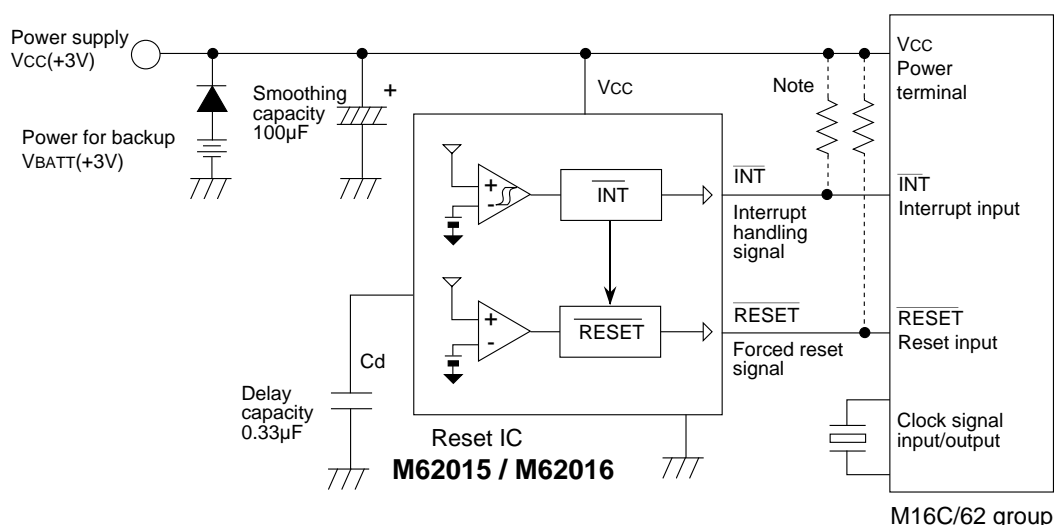 Power supply
VCC(+3V)
Power for backup
VBATT(+3V)
Smoothing
capacity
100µF
+
VCC
Note
VCC
Power
terminal
+
-
INT
INT
Interrupt
handling
signal
INT
Interrupt input
+
-
RESET
RESET
Forced reset
signal
RESET
Reset input
Cd
Delay
capacity
0.33µF
Clock signal
input/output
Reset IC
M62015 / M62016
M16C/62 group